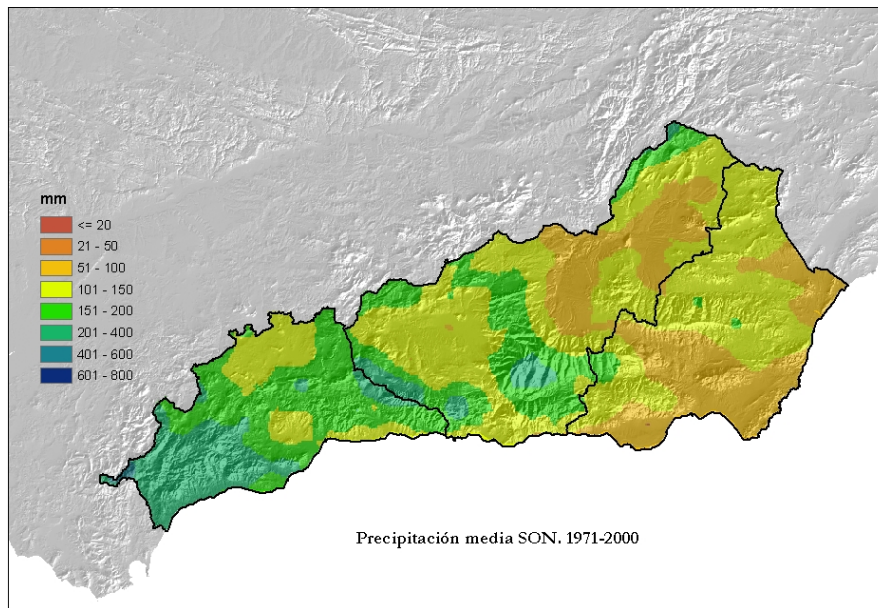 mm
<= 20
21 - 50
51 - 100
101 - 150
151 - 200
201 - 400
401 - 600
601 - 800
Precipitación media SON. 1971-2000